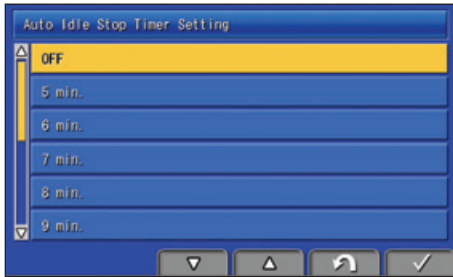 Auto Idle Stop Timer Setting
OFF
5 min.
6 min.
7 min.
8 min.
9 min.